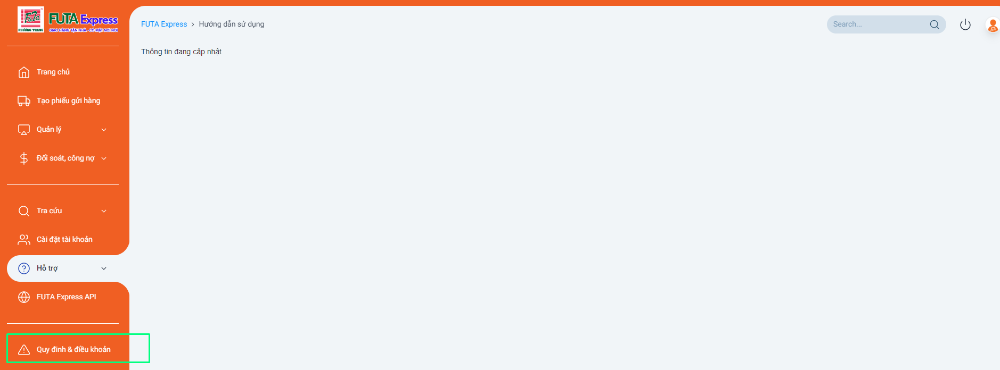 FuTa
PHƯƠNG TRANG
FUTA Express
GIAO HÀNG TẬN NHÀ - CÓ MẶT NƠI NƠI
FUTA Express > Hướng dẫn sử dụng
Search...
Thông tin đang cập nhật
Trang chủ
Tạo phiếu gửi hàng
Quản lý
Đối soát, công nợ
Tra cứu
Cài đặt tài khoản
Hỗ trợ
FUTA Express API
Quy đinh & điều khoản